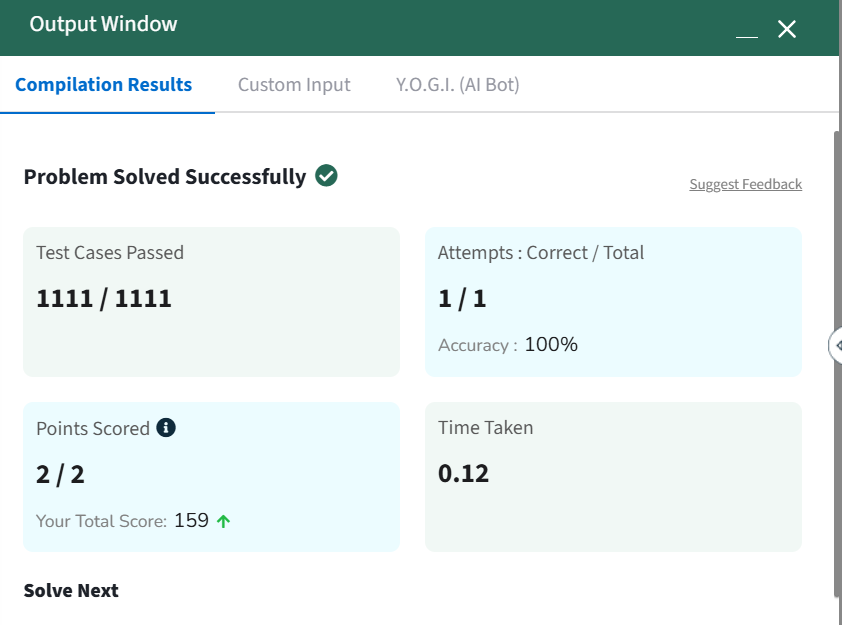 Output Window
Compilation Results
Custom Input
Y.O.G.I. (AI Bot)
Problem Solved Successfully
Suggest Feedback
Test Cases Passed
1111 / 1111
Attempts : Correct / Total
1 / 1
Accuracy : 100%
Points Scored
2 / 2
Your Total Score: 159
Time Taken
0.12
Solve Next